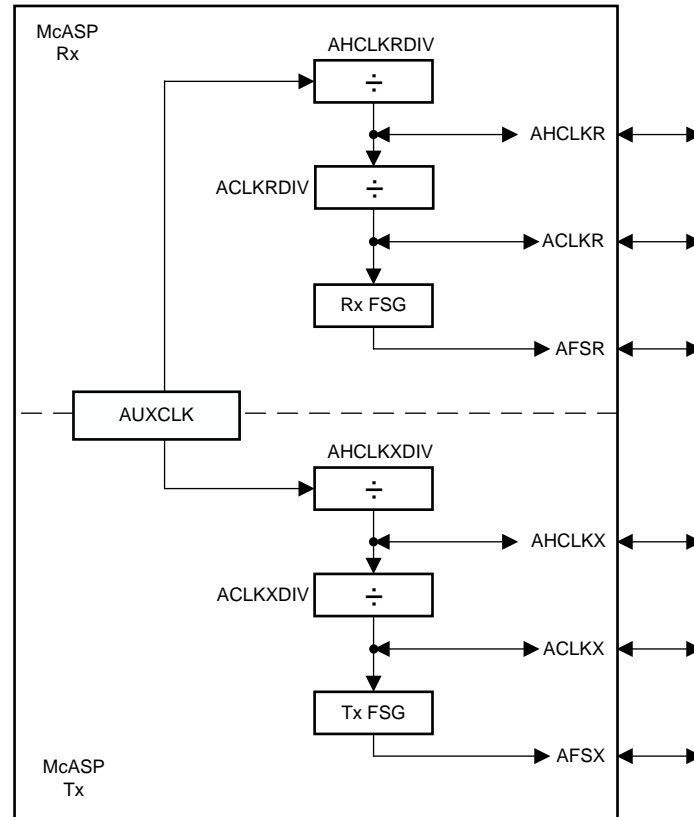 McASP
Rx
AHCLKRDIV
÷
AHCLKR
ACLKRDIV
÷
ACLKR
Rx FSG
AFSR
AUXCLK
AHCLKXDIV
÷
AHCLKX
ACLKXDIV
÷
ACLKX
Tx FSG
AFSX
McASP
Tx